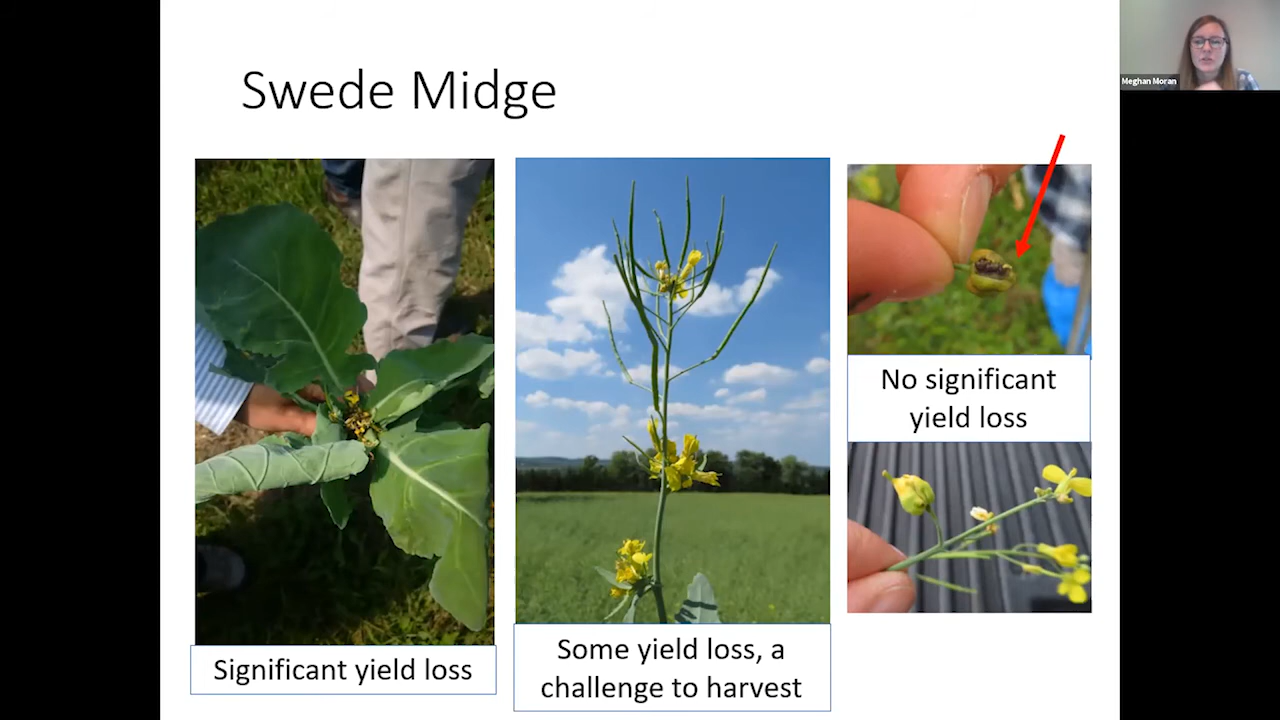 Swede Midge
Meghan Moran
Significant yield loss
Some yield loss, a
challenge to harvest
No significant
yield loss